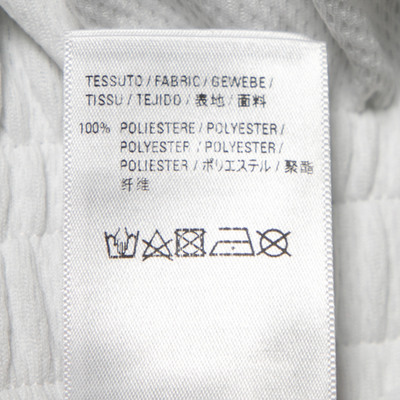 TESSUTO / FABRIC / GEWEBE /
TISSU / TEJIDO / 表地 / 面料
100% POLIESTERE / POLYESTER /
POLYESTER / POLYESTER /
POLIESTER / ポリエステル / 聚酯
纤维